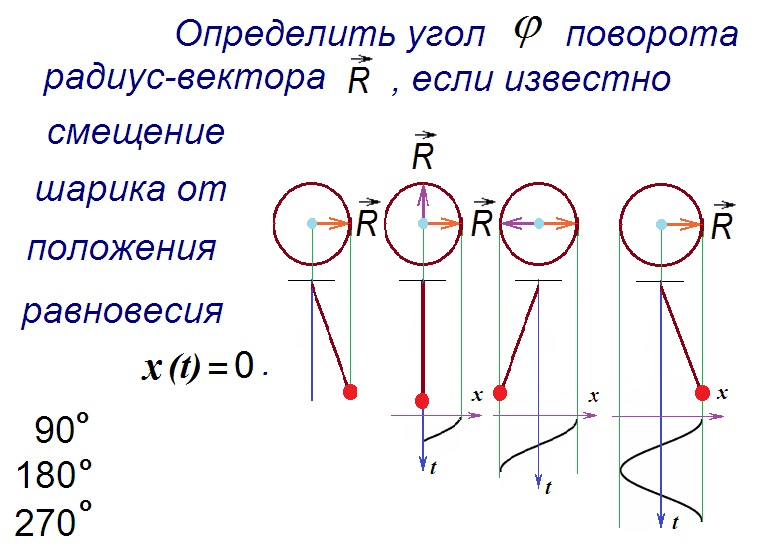 Определить угол φ поворота
радиус-вектора R⃗ , если известно
смещение
шарика от
положения
равновесия
x (t) = 0 .
R⃗
R⃗
R⃗
R⃗
x
x
x
t
t
t
90°
180°
270°